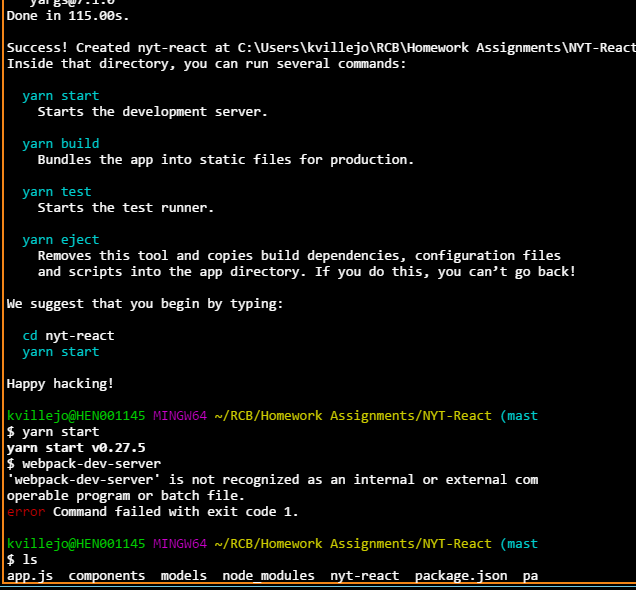 yargs@7.1.0
Done in 115.00s.
Success! Created nyt-react at C:\Users\kvillejo\RCB\Homework Assignments\NYT-React
Inside that directory, you can run several commands:
yarn start
Starts the development server.
yarn build
Bundles the app into static files for production.
yarn test
Starts the test runner.
yarn eject
Removes this tool and copies build dependencies, configuration files
and scripts into the app directory. If you do this, you can’t go back!
We suggest that you begin by typing:
cd nyt-react
yarn start
Happy hacking!
kvillejo@HEN001145 MINGW64 ~/RCB/Homework Assignments/NYT-React (mast
$ yarn start
yarn start v0.27.5
$ webpack-dev-server
'webpack-dev-server' is not recognized as an internal or external com
operable program or batch file.
error Command failed with exit code 1.
kvillejo@HEN001145 MINGW64 ~/RCB/Homework Assignments/NYT-React (mast
$ ls
app.js components models node_modules nyt-react package.json pa